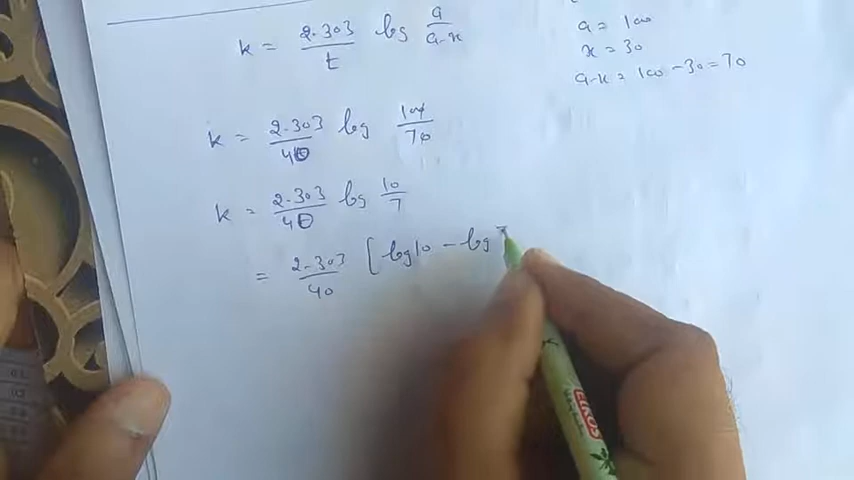 k = 2.303/t log a/a-x
a = 100
x = 30
a-x = 100 - 30 = 70
k = 2.303/40 log 100/70
k = 2.303/40 log 10/7
= 2.303/40 [log 10 - log 7